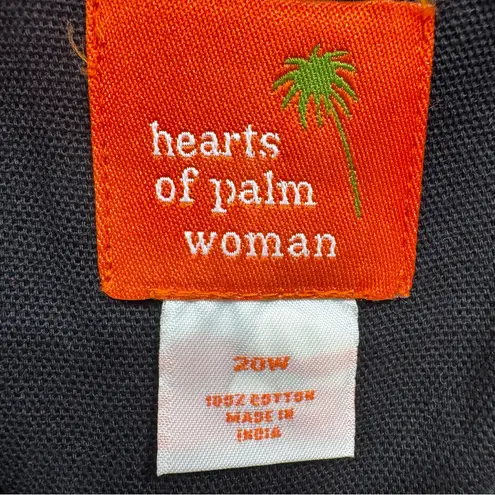 hearts
of palm
woman
20W
100% COTTON
MADE IN
INDIA